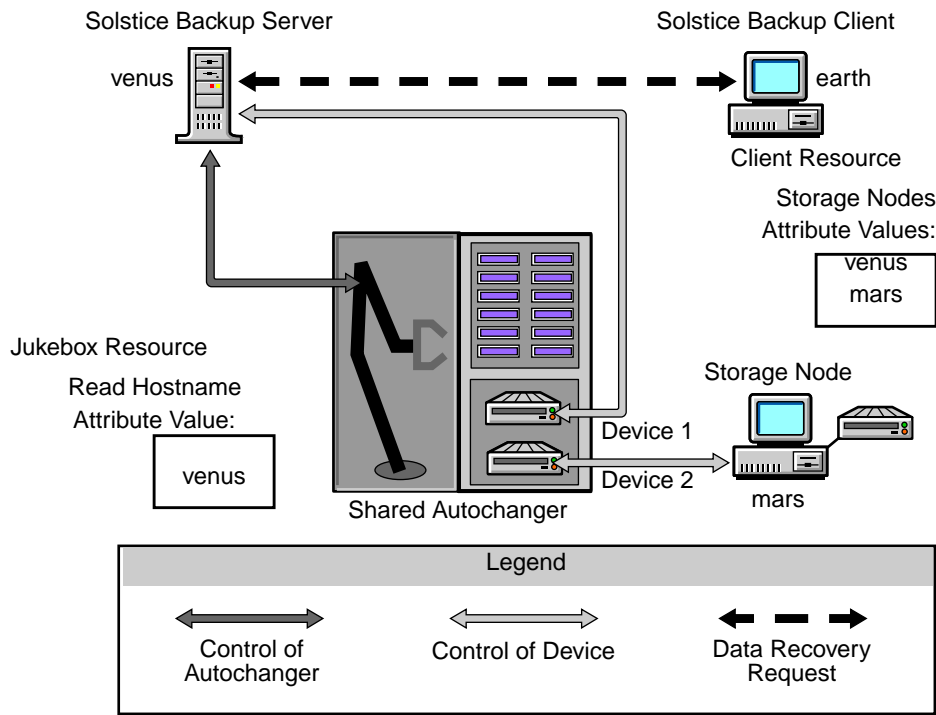 Solstice Backup Server
Solstice Backup Client
venus
earth
Client Resource
Storage Nodes
Attribute Values:
venus
mars
Jukebox Resource
Read Hostname
Attribute Value:
venus
Storage Node
Device 1
Device 2
mars
Shared Autochanger
Legend
Control of
Autochanger
Control of Device
Data Recovery
Request